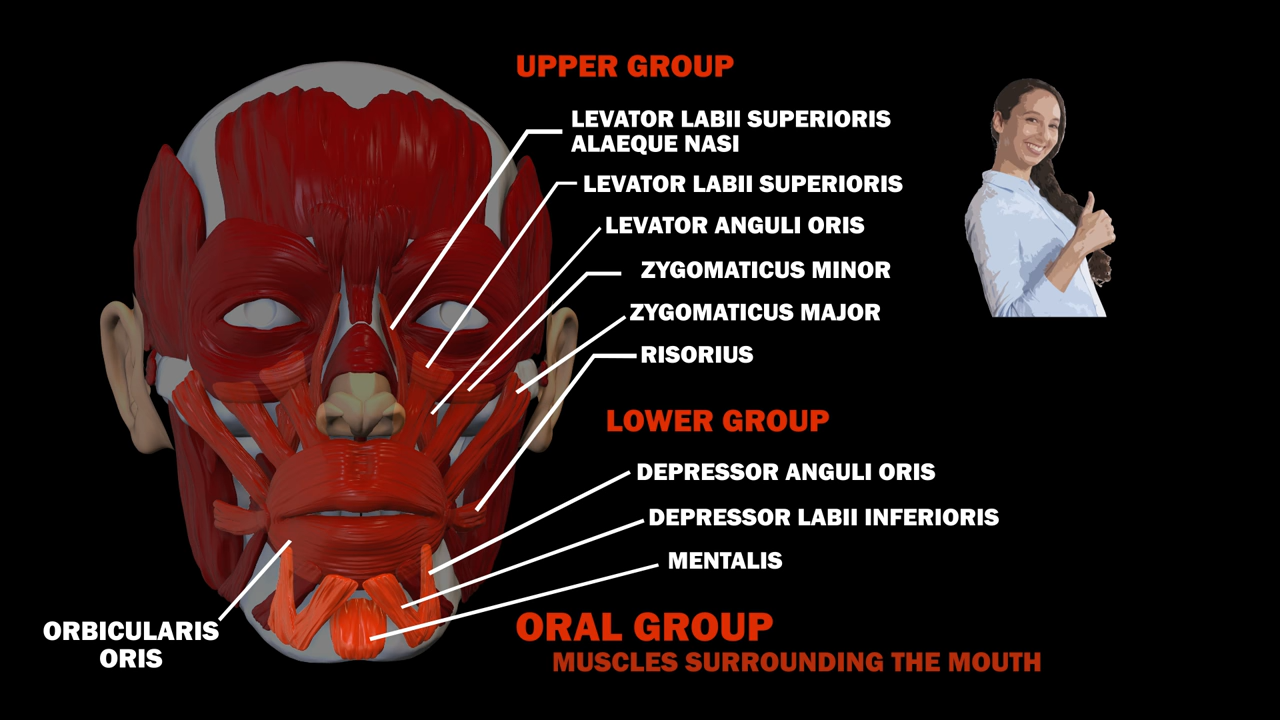 UPPER GROUP
LEVATOR LABII SUPERIORIS
ALAEQUE NASI
LEVATOR LABII SUPERIORIS
LEVATOR ANGULI ORIS
ZYGOMATICUS MINOR
ZYGOMATICUS MAJOR
RISORIUS
LOWER GROUP
DEPRESSOR ANGULI ORIS
DEPRESSOR LABII INFERIORIS
MENTALIS
ORBICULARIS
ORIS
ORAL GROUP
MUSCLES SURROUNDING THE MOUTH